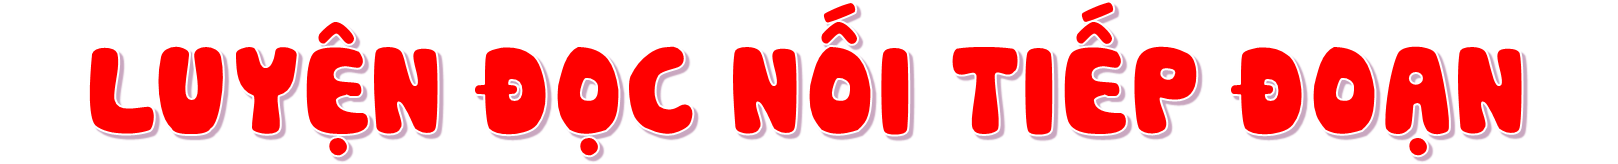 LUYỆN ĐỌC NỐI TIẾP ĐOẠN